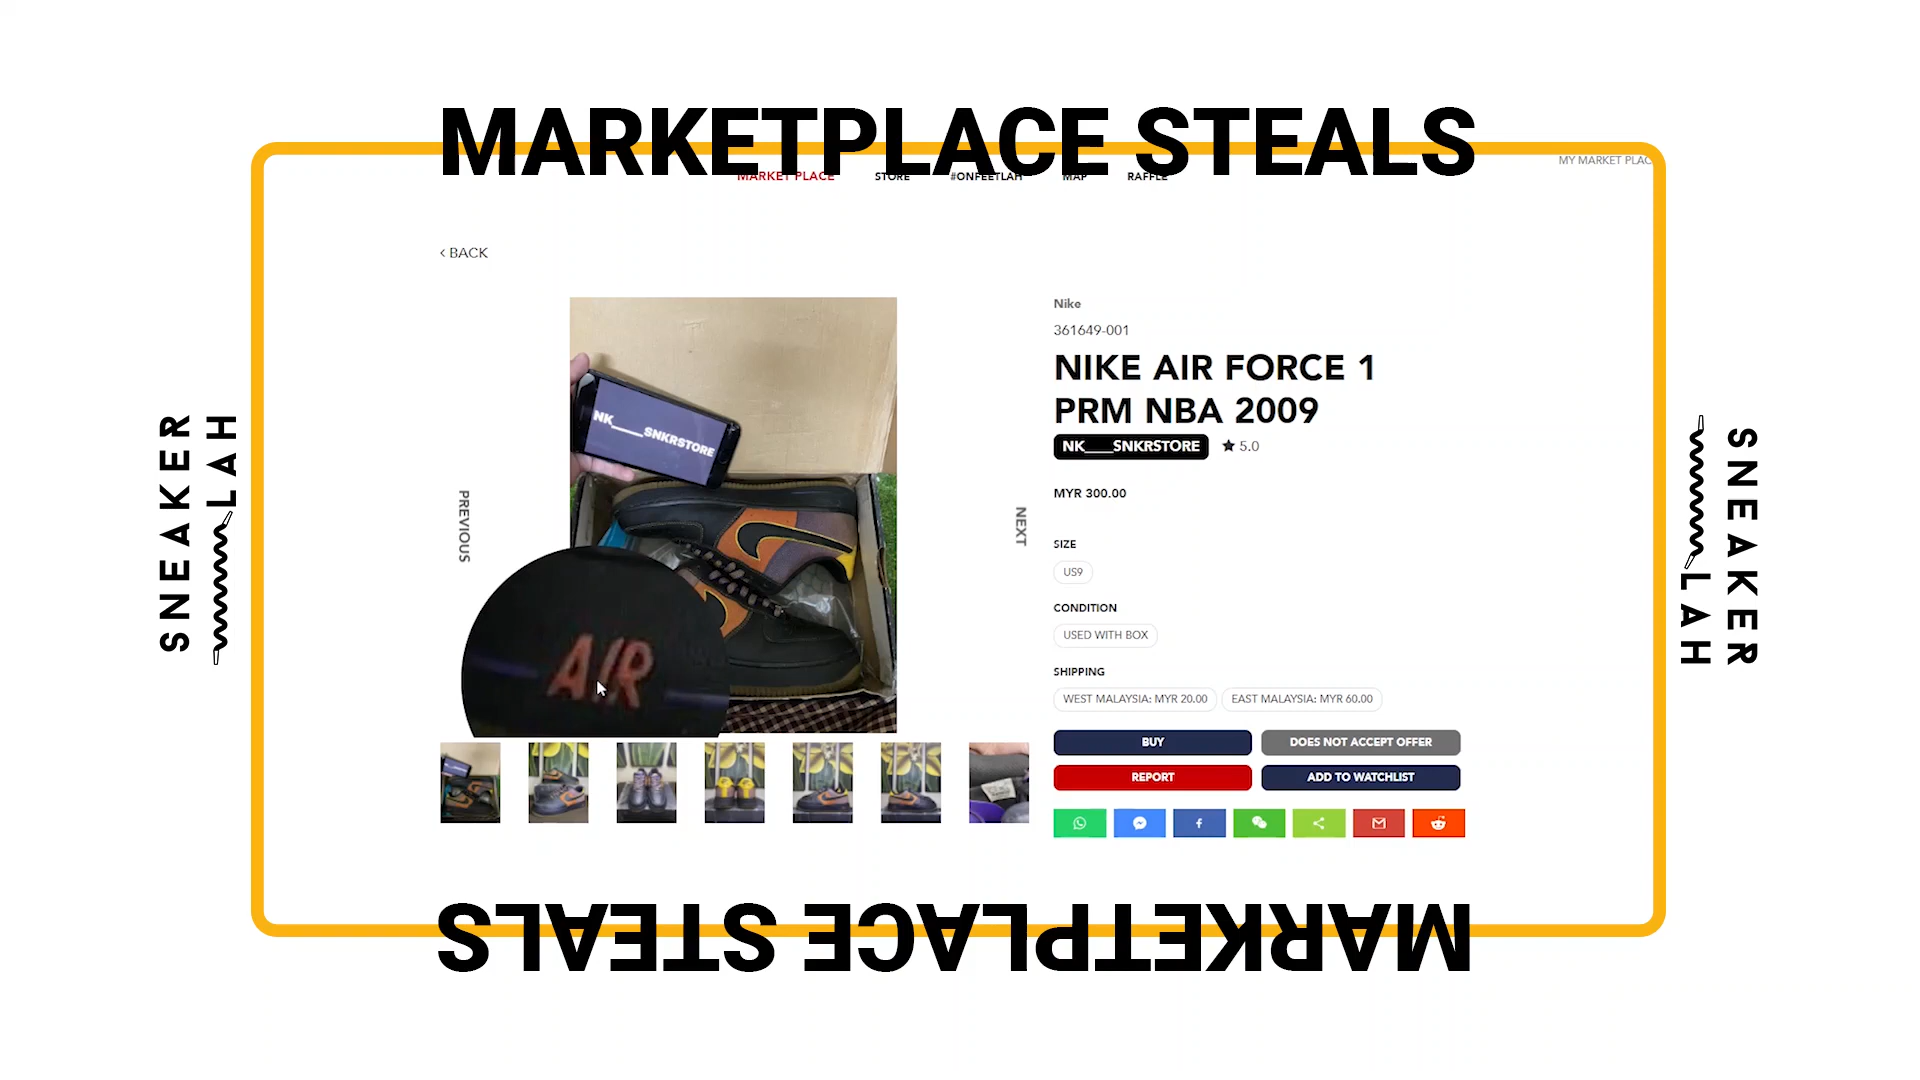 MARKETPLACE STEALS
MY MARKET PLAC
MARKET PLACE
STORE
#ONFEETLAH
MAP
RAFFLE
< BACK
SNEAKER
LAH
PREVIOUS
NK____SNKRSTORE
AIR
NEXT
Nike
361649-001
NIKE AIR FORCE 1
PRM NBA 2009
NK____SNKRSTORE ★ 5.0
MYR 300.00
SIZE
US9
CONDITION
USED WITH BOX
SHIPPING
WEST MALAYSIA: MYR 20.00 EAST MALAYSIA: MYR 60.00
BUY DOES NOT ACCEPT OFFER
REPORT ADD TO WATCHLIST
SNEAKER
LAH
MARKETPLACE STEALS